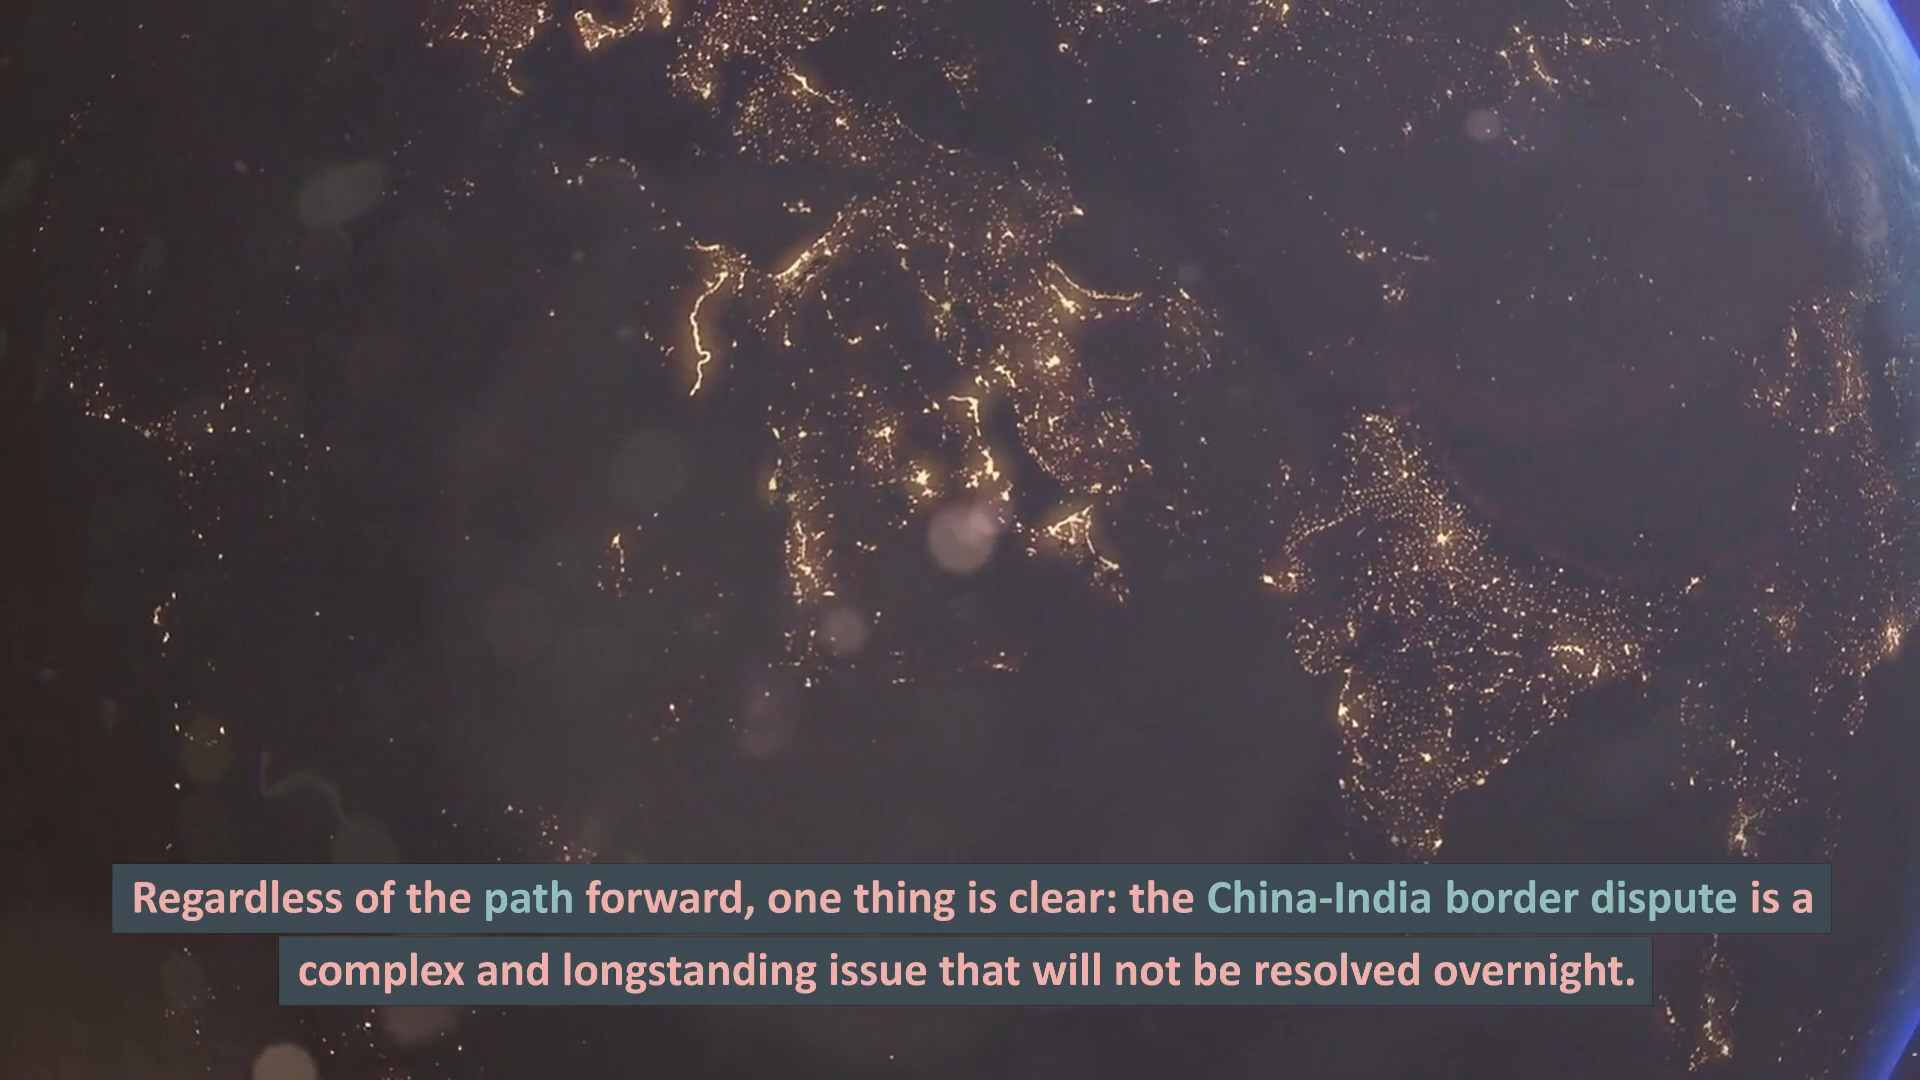 Regardless of the path forward, one thing is clear: the China-India border dispute is a
complex and longstanding issue that will not be resolved overnight.